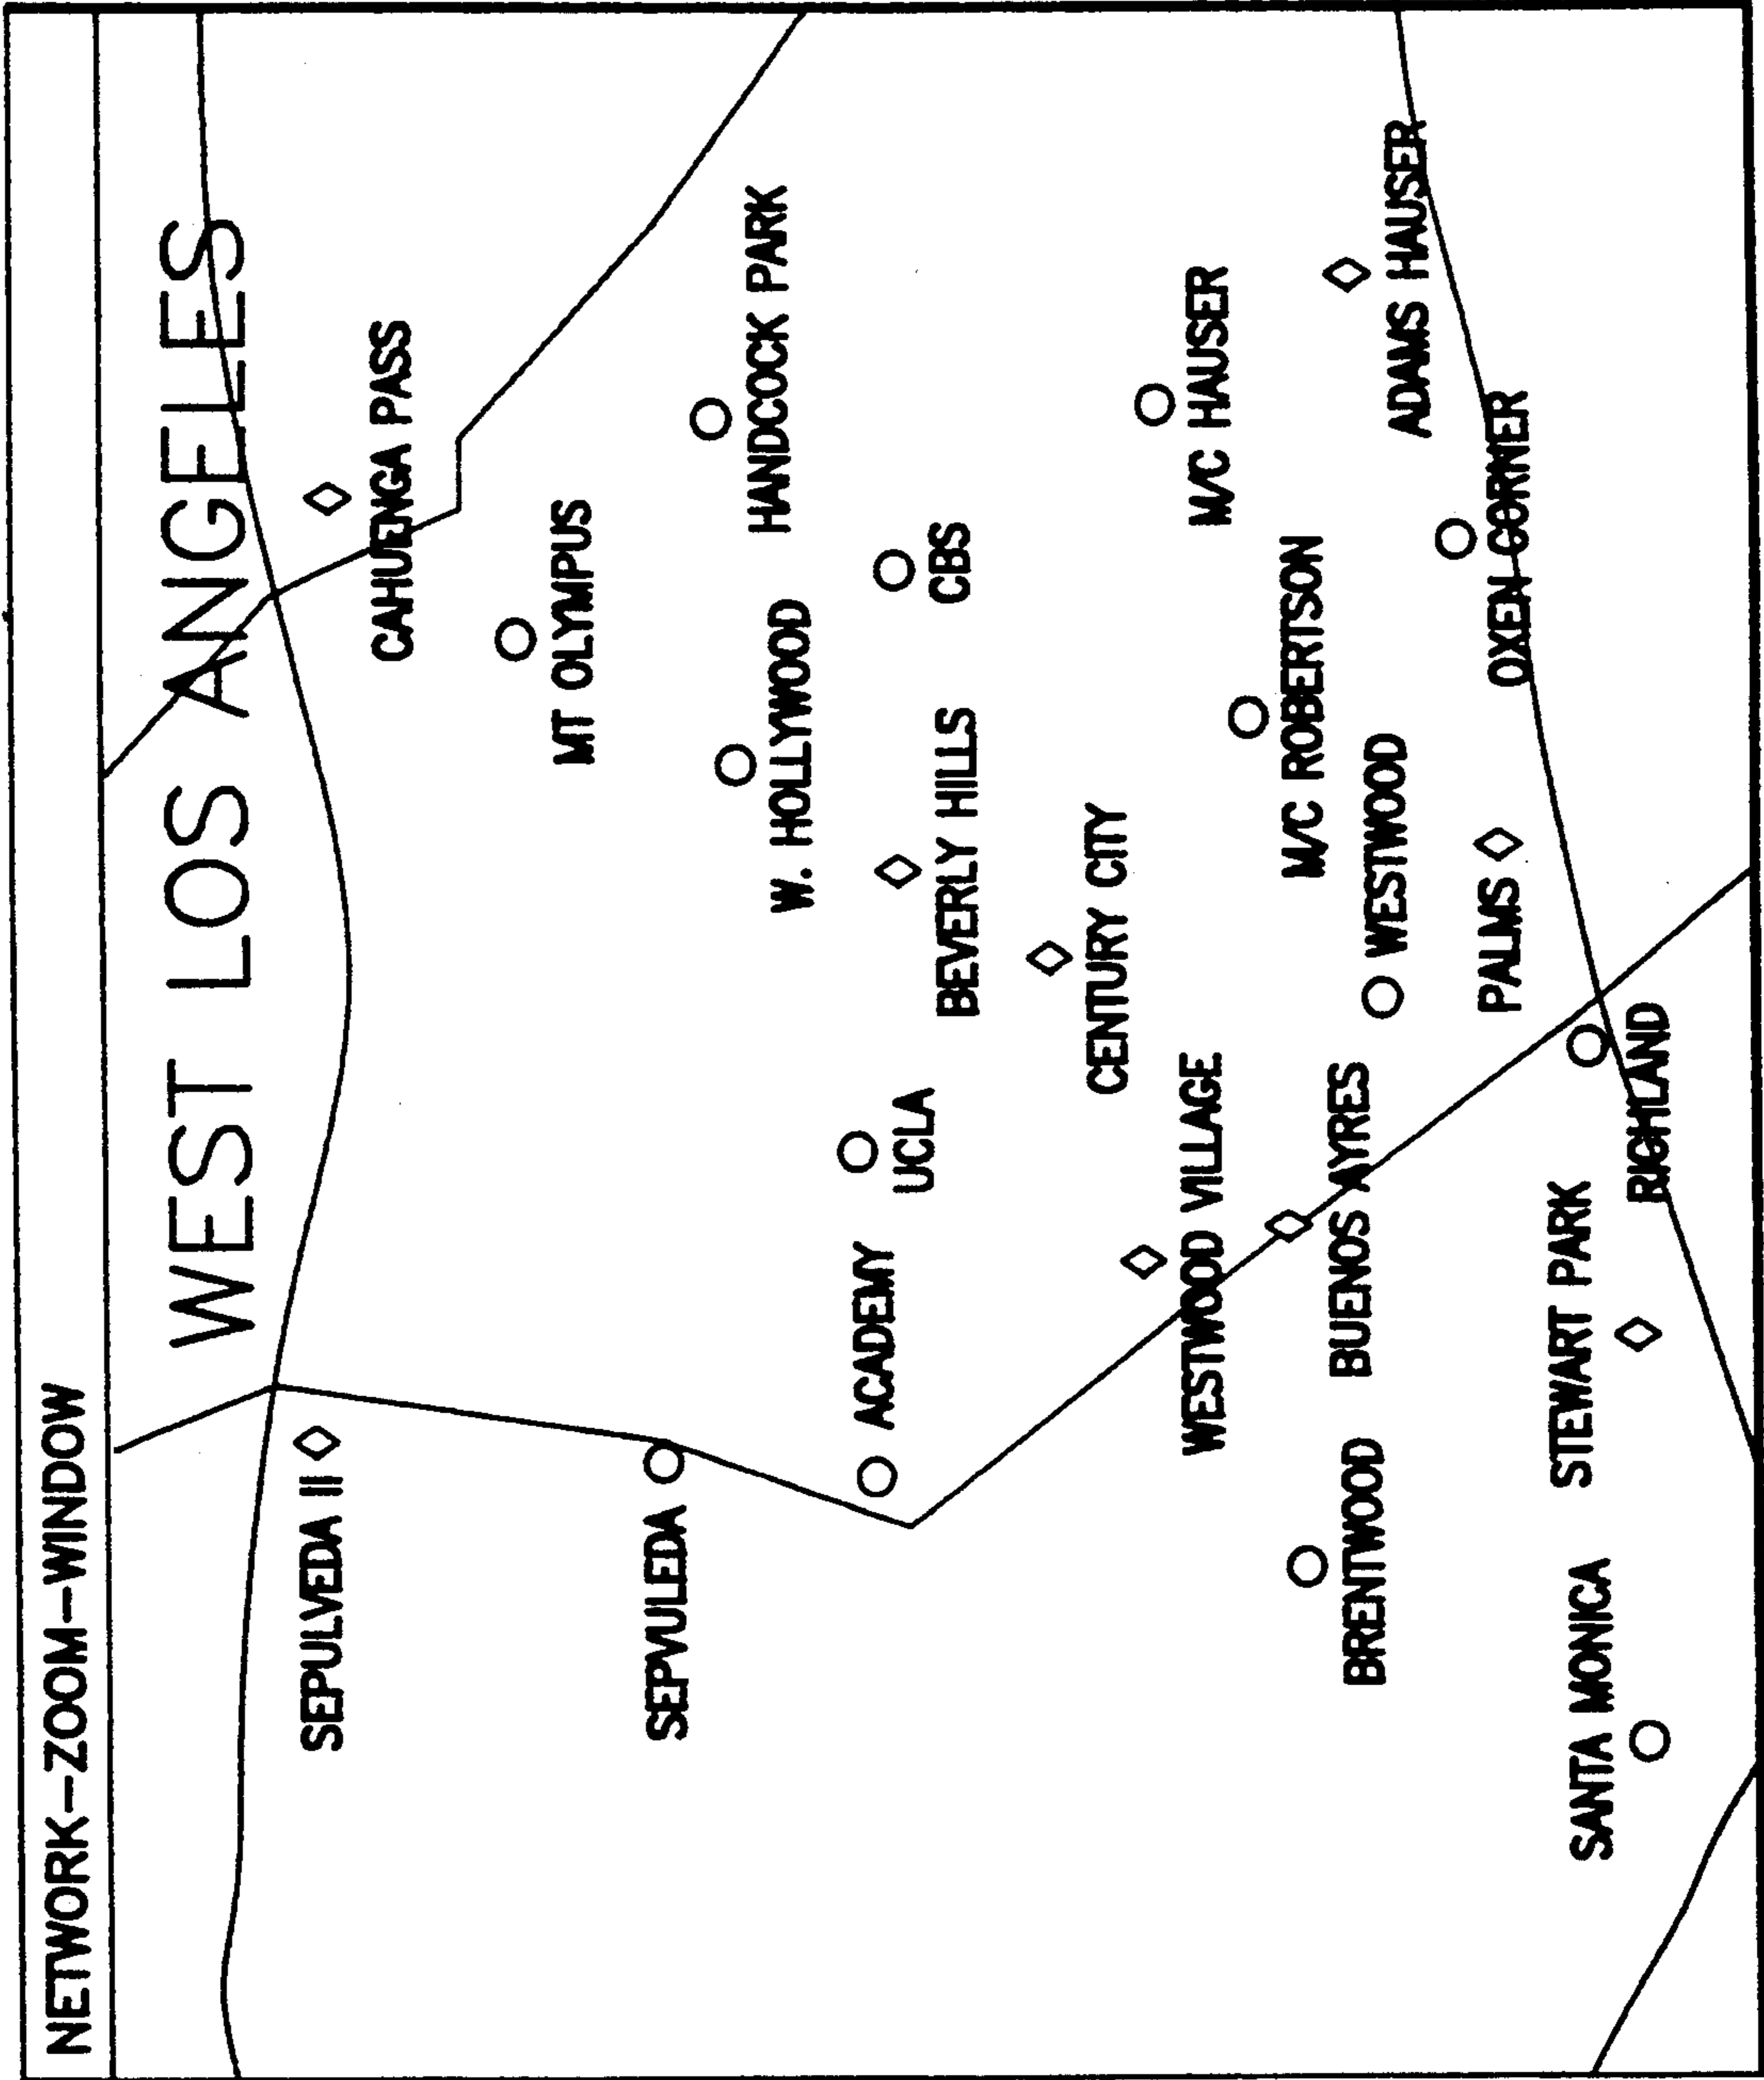 NETWORK-ZOOM-WINDOW
WEST LOS ANGELES
SEPULVEDA II
CAHUENGA PASS
MT OLYMPUS
SEPVULEDA
HANDCOCK PARK
W. HOLLYWOOD
ACADEMY
UCLA
CBS
BEVERLY HILLS
CENTURY CITY
WESTWOOD VILLAGE
M/C HAUSER
M/C ROBERTSON
BRENTWOOD
BUENOS AYRES
WESTWOOD
ADAMS HAUSER
PALMS
OXEN CORNER
STEWART PARK
SANTA MONICA
RIGHLAND